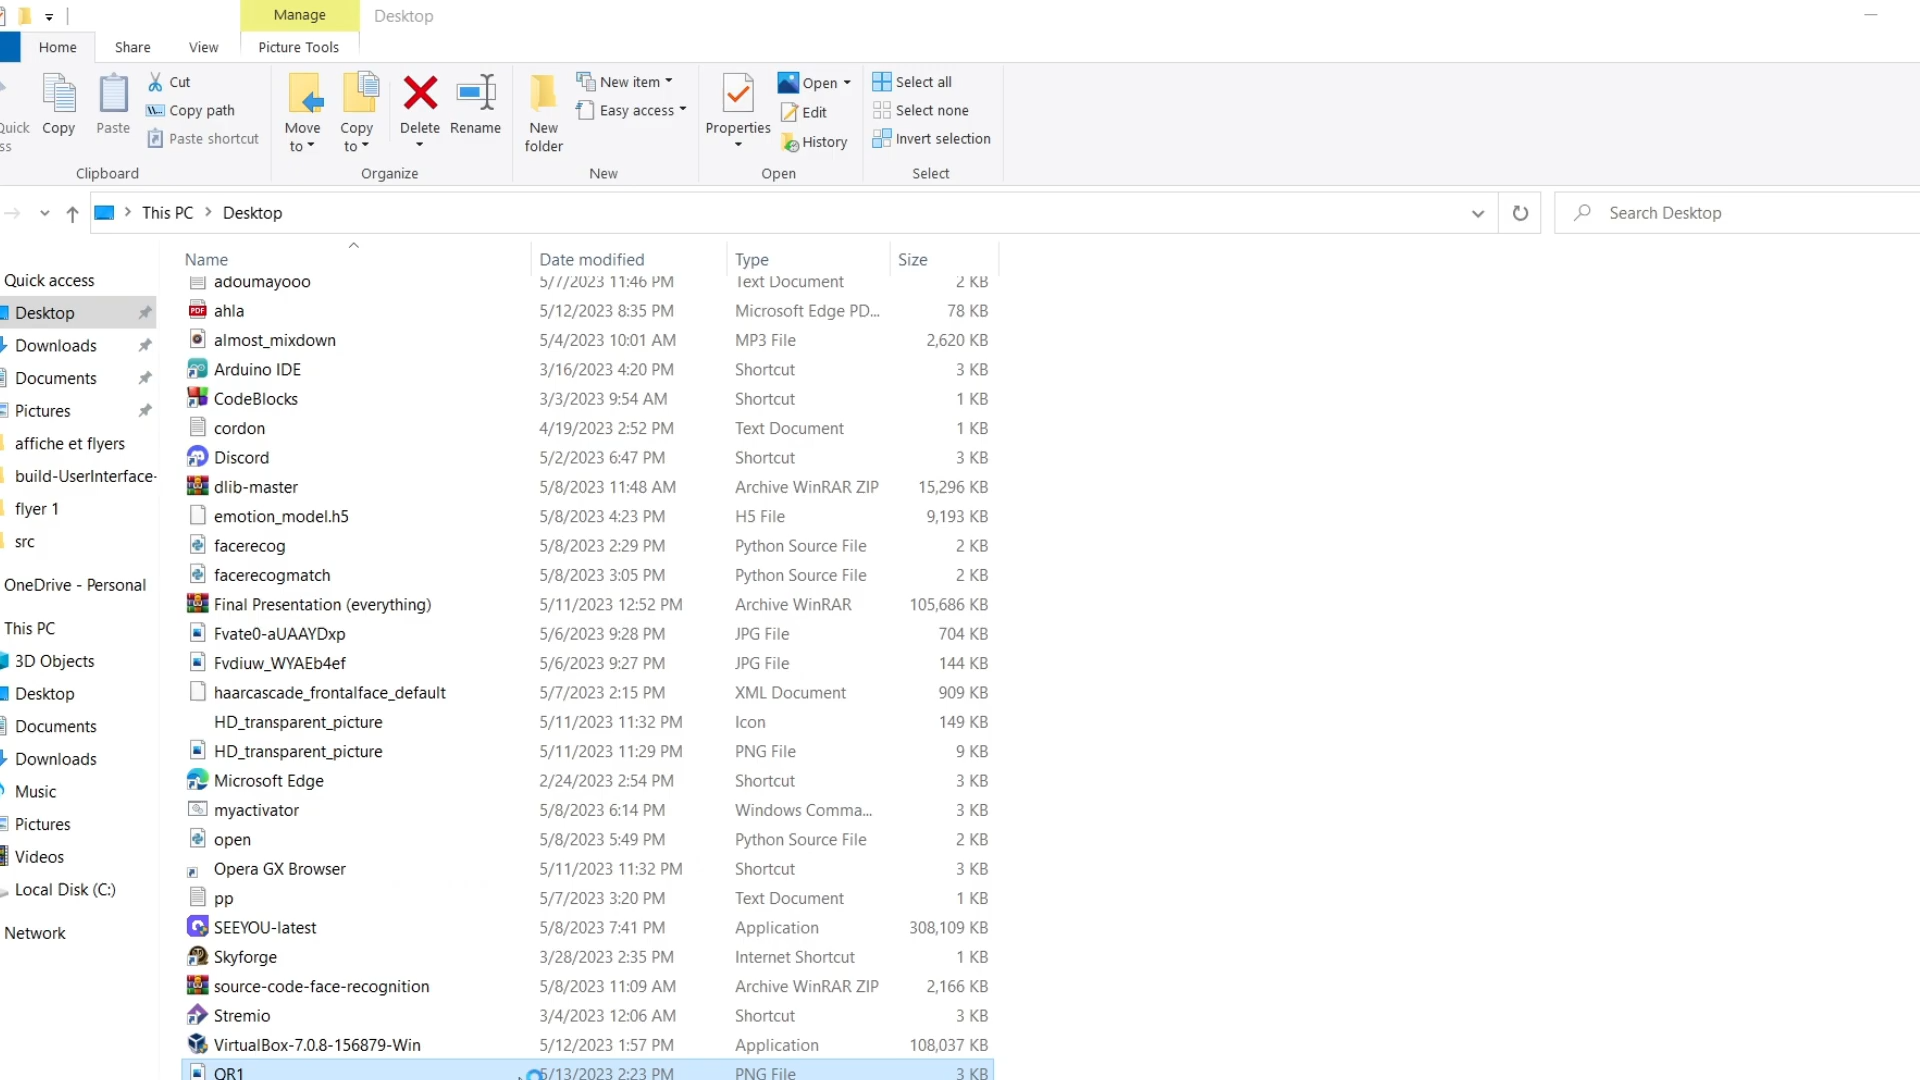 Manage
Desktop
Home
Share
View
Picture Tools
Quick
ss
Copy
Paste
Cut
Copy path
Paste shortcut
Clipboard
Move to
Copy to
Delete
Rename
Organize
New folder
New item
Easy access
New
Properties
Open
Edit
History
Open
Select all
Select none
Invert selection
Select
This PC > Desktop
Search Desktop
Quick access
Desktop
Downloads
Documents
Pictures
affiche et flyers
build-UserInterface-
flyer 1
src
OneDrive - Personal
This PC
3D Objects
Desktop
Documents
Downloads
Music
Pictures
Videos
Local Disk (C:)
Network
Name Date modified Type Size
adoumayooo 5/7/2023 11:46 PM Text Document 2 KB
PDF ahla 5/12/2023 8:35 PM Microsoft Edge PD... 78 KB
almost_mixdown 5/4/2023 10:01 AM MP3 File 2,620 KB
Arduino IDE 3/16/2023 4:20 PM Shortcut 3 KB
CodeBlocks 3/3/2023 9:54 AM Shortcut 1 KB
cordon 4/19/2023 2:52 PM Text Document 1 KB
Discord 5/2/2023 6:47 PM Shortcut 3 KB
dlib-master 5/8/2023 11:48 AM Archive WinRAR ZIP 15,296 KB
emotion_model.h5 5/8/2023 4:23 PM H5 File 9,193 KB
facerecog 5/8/2023 2:29 PM Python Source File 2 KB
facerecogmatch 5/8/2023 3:05 PM Python Source File 2 KB
Final Presentation (everything) 5/11/2023 12:52 PM Archive WinRAR 105,686 KB
Fvate0-aUAAYDxp 5/6/2023 9:28 PM JPG File 704 KB
Fvdiuw_WYAEb4ef 5/6/2023 9:27 PM JPG File 144 KB
haarcascade_frontalface_default 5/7/2023 2:15 PM XML Document 909 KB
HD_transparent_picture 5/11/2023 11:32 PM Icon 149 KB
HD_transparent_picture 5/11/2023 11:29 PM PNG File 9 KB
Microsoft Edge 2/24/2023 2:54 PM Shortcut 3 KB
myactivator 5/8/2023 6:14 PM Windows Comma... 3 KB
open 5/8/2023 5:49 PM Python Source File 2 KB
Opera GX Browser 5/11/2023 11:32 PM Shortcut 3 KB
pp 5/7/2023 3:20 PM Text Document 1 KB
SEEYOU-latest 5/8/2023 7:41 PM Application 308,109 KB
Skyforge 3/28/2023 2:35 PM Internet Shortcut 1 KB
source-code-face-recognition 5/8/2023 11:09 AM Archive WinRAR ZIP 2,166 KB
Stremio 3/4/2023 12:06 AM Shortcut 3 KB
VirtualBox-7.0.8-156879-Win 5/12/2023 1:57 PM Application 108,037 KB
QR1 5/13/2023 2:23 PM PNG File 3 KB